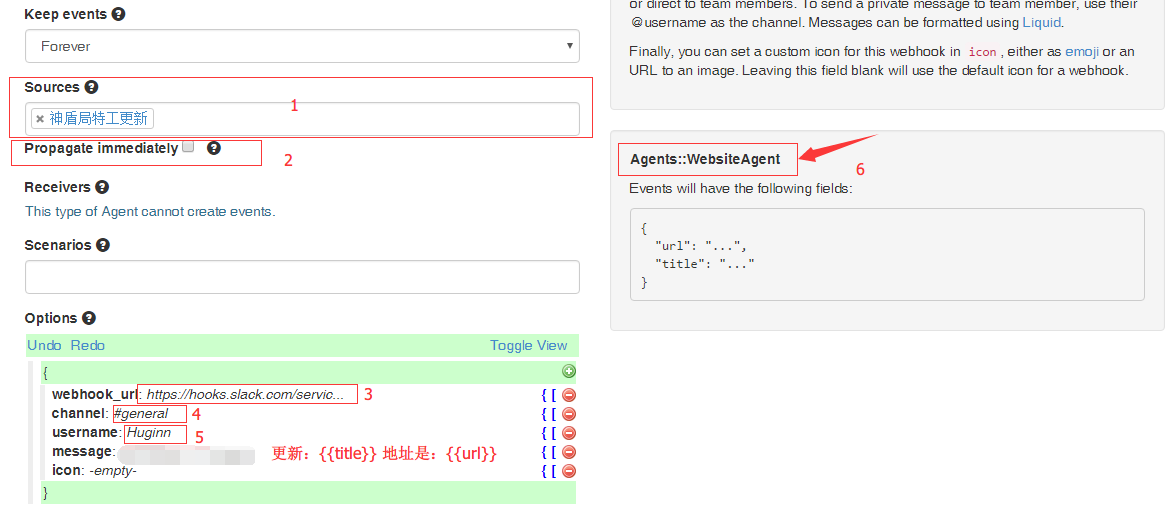 Keep events
Forever
Sources
1
神盾局特工更新
Propagate immediately
2
Receivers
This type of Agent cannot create events.
Scenarios
Options
Undo Redo Toggle View
{
webhook_url: https://hooks.slack.com/servic... 3 { [
channel: #general 4 { [
username: Huginn 5 { [
message: 更新：{{title}} 地址是：{{url}} { [
icon: -empty- { [
}
or direct to team members. To send a private message to team member, use their
@username as the channel. Messages can be formatted using Liquid.
Finally, you can set a custom icon for this webhook in icon, either as emoji or an
URL to an image. Leaving this field blank will use the default icon for a webhook.
Agents::WebsiteAgent
6
Events will have the following fields:
{
"url": "...",
"title": "..."
}